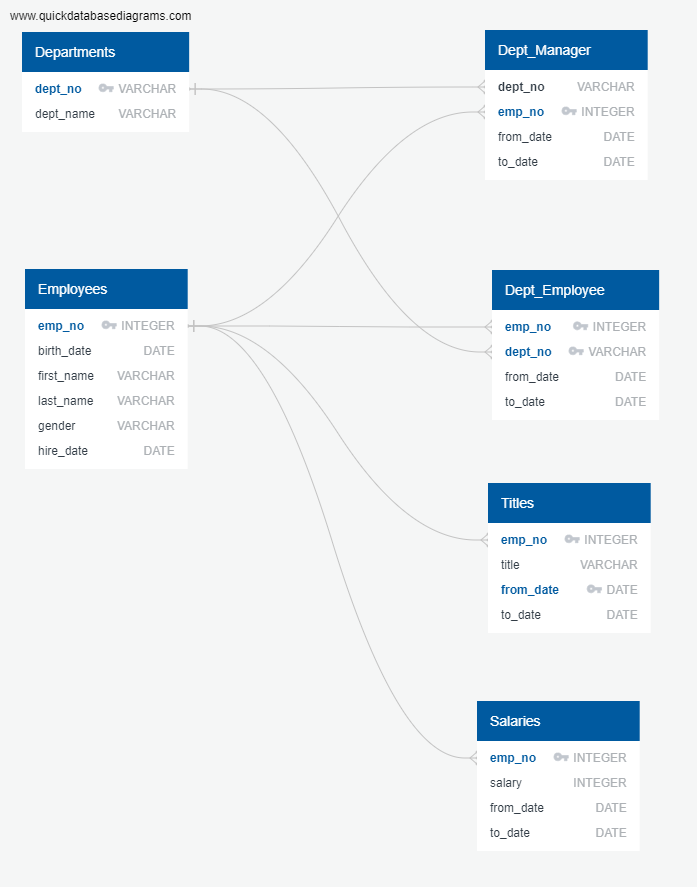 www.quickdatabasediagrams.com
Departments
dept_no VARCHAR
dept_name VARCHAR
Dept_Manager
dept_no VARCHAR
emp_no INTEGER
from_date DATE
to_date DATE
Employees
emp_no INTEGER
birth_date DATE
first_name VARCHAR
last_name VARCHAR
gender VARCHAR
hire_date DATE
Dept_Employee
emp_no INTEGER
dept_no VARCHAR
from_date DATE
to_date DATE
Titles
emp_no INTEGER
title VARCHAR
from_date DATE
to_date DATE
Salaries
emp_no INTEGER
salary INTEGER
from_date DATE
to_date DATE